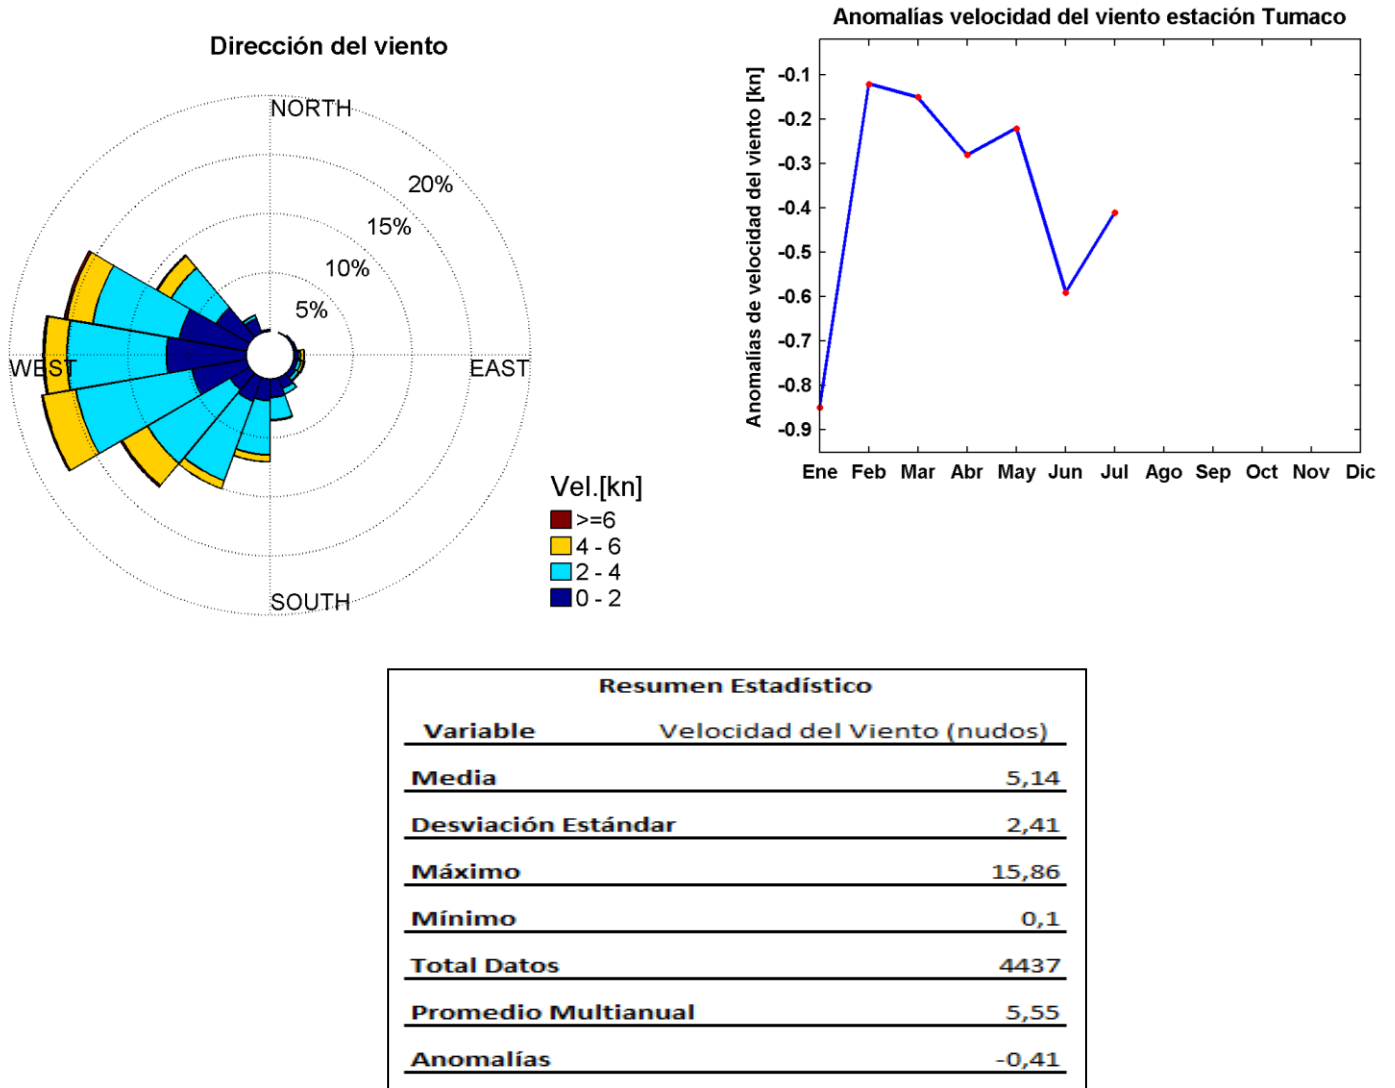 Dirección del viento
NORTH
20%
15%
10%
5%
WEST
EAST
SOUTH
Vel.[kn]
>=6
4 - 6
2 - 4
0 - 2
Anomalías velocidad del viento estación Tumaco
Anomalías de velocidad del viento [kn]
-0.1
-0.2
-0.3
-0.4
-0.5
-0.6
-0.7
-0.8
-0.9
Ene Feb Mar Abr May Jun Jul Ago Sep Oct Nov Dic
Resumen Estadístico
Variable Velocidad del Viento (nudos)
Media 5,14
Desviación Estándar 2,41
Máximo 15,86
Mínimo 0,1
Total Datos 4437
Promedio Multianual 5,55
Anomalías -0,41